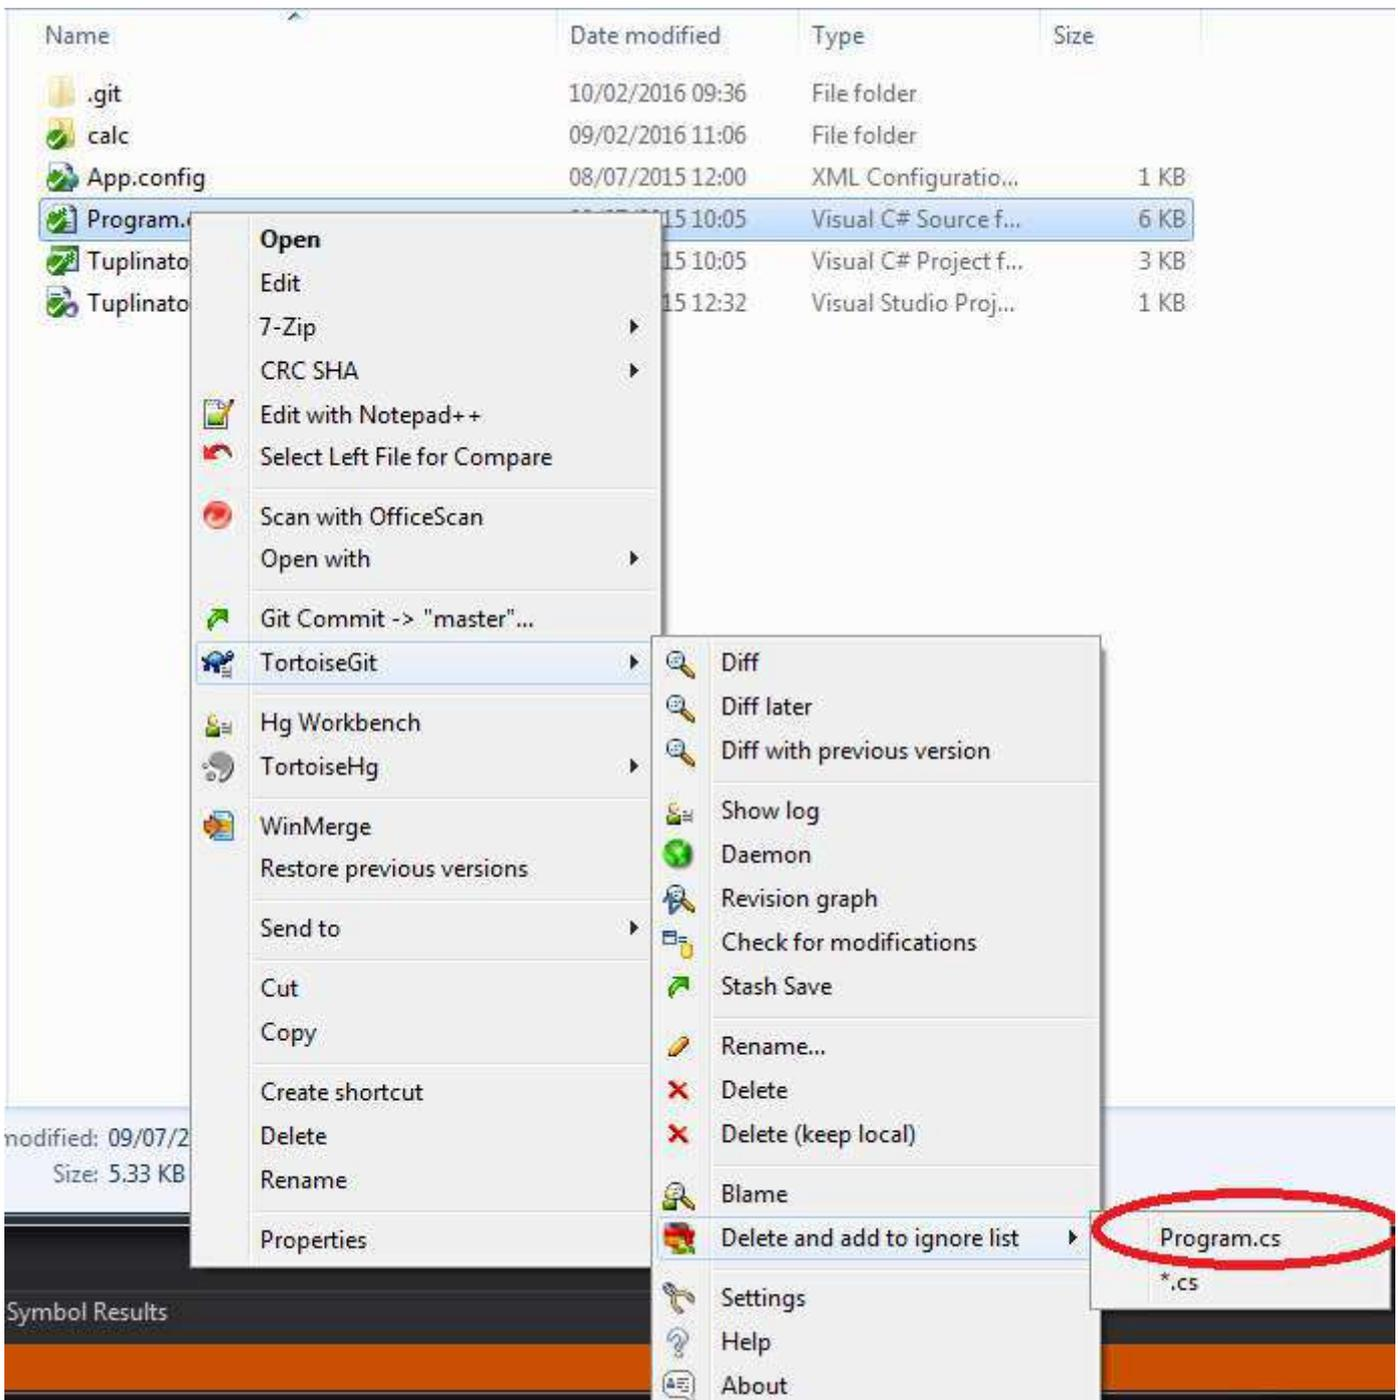 Name Date modified Type Size
.git 10/02/2016 09:36 File folder
calc 09/02/2016 11:06 File folder
App.config 08/07/2015 12:00 XML Configuratio... 1 KB
Program. 15 10:05 Visual C# Source f... 6 KB
Tuplinato 15 10:05 Visual C# Project f... 3 KB
Tuplinato 15 12:32 Visual Studio Proj... 1 KB
Open
Edit
7-Zip
CRC SHA
Edit with Notepad++
Select Left File for Compare
Scan with OfficeScan
Open with
Git Commit -> "master"...
TortoiseGit
Hg Workbench
TortoiseHg
WinMerge
Restore previous versions
Send to
Cut
Copy
Create shortcut
Delete
Rename
Properties
Diff
Diff later
Diff with previous version
Show log
Daemon
Revision graph
Check for modifications
Stash Save
Rename...
Delete
Delete (keep local)
Blame
Delete and add to ignore list
Settings
Help
About
Program.cs
*.cs
modified: 09/07/2
Size: 5.33 KB
Symbol Results